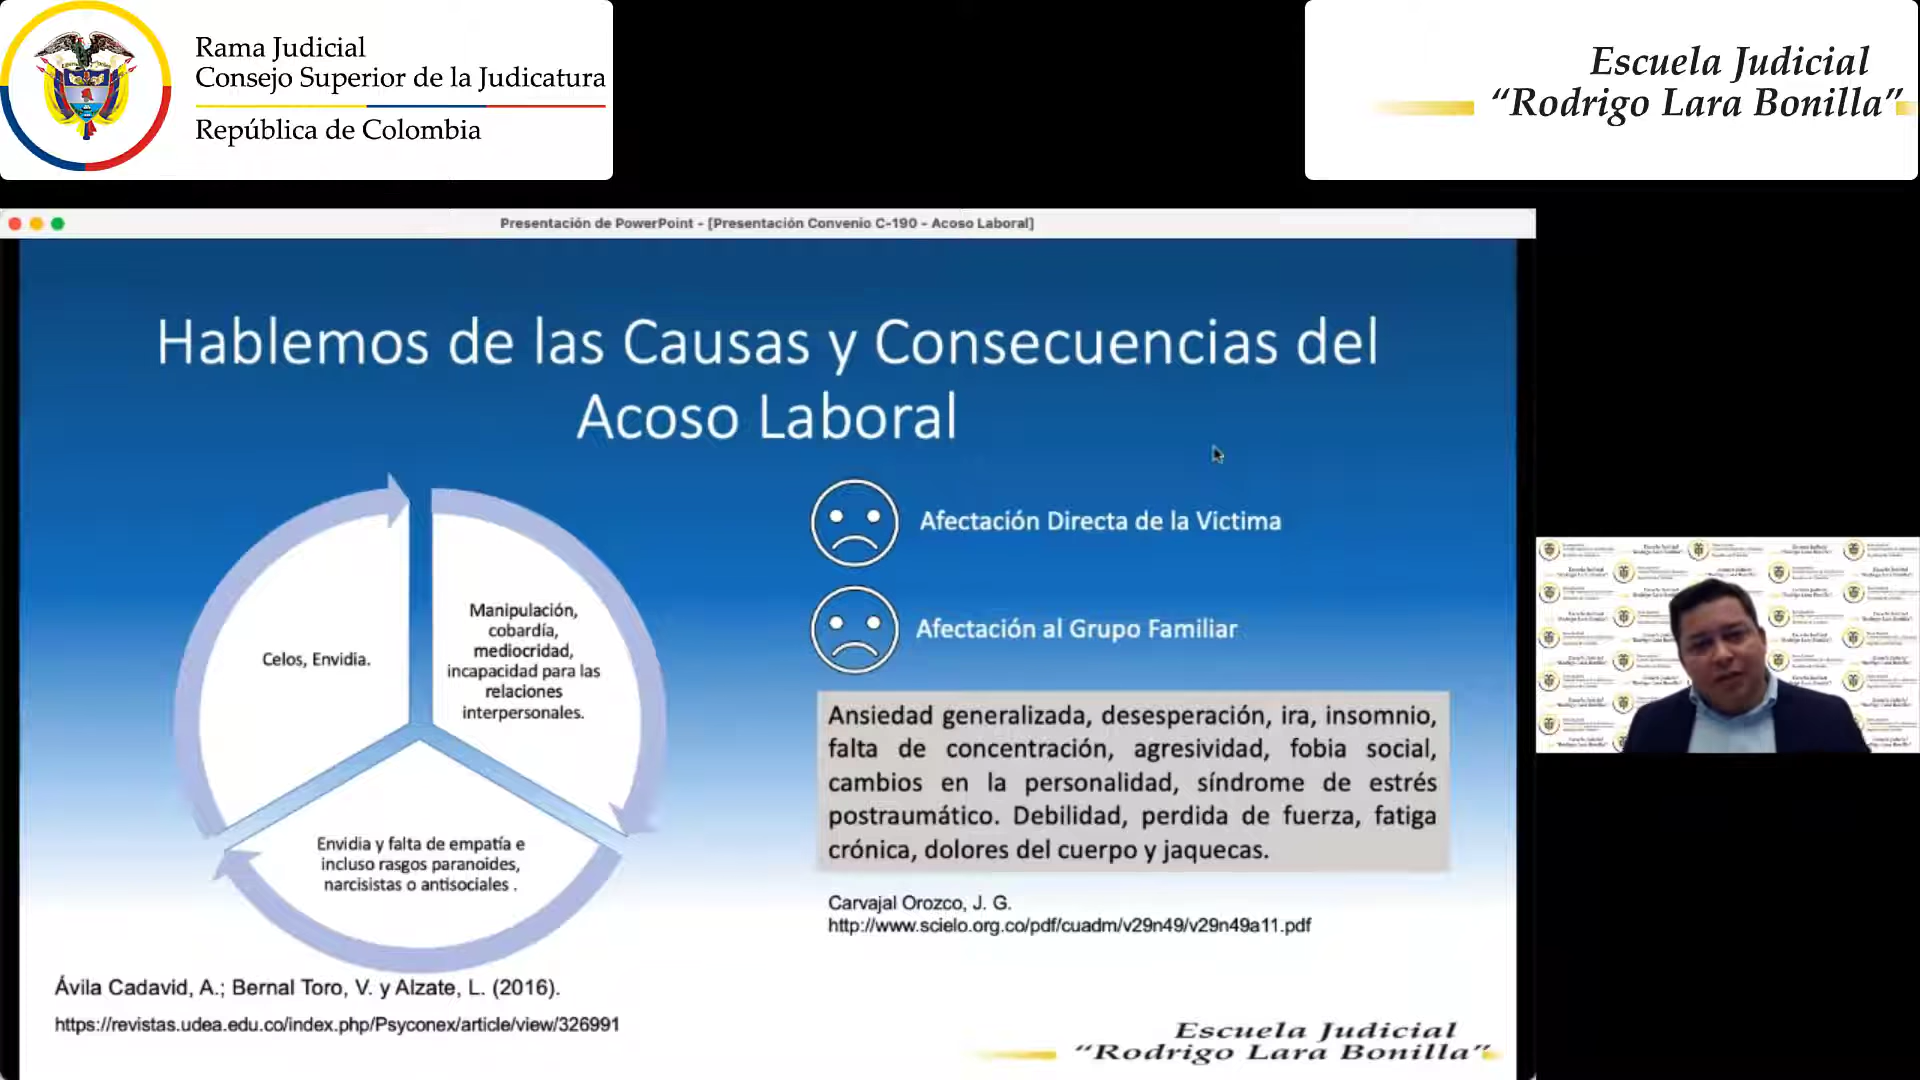 Rama Judicial
Consejo Superior de la Judicatura
República de Colombia
Escuela Judicial
“Rodrigo Lara Bonilla”
Presentación de PowerPoint - [Presentación Convenio C-190 - Acoso Laboral]
Hablemos de las Causas y Consecuencias del
Acoso Laboral
Celos, Envidia.
Manipulación,
cobardía,
mediocridad,
incapacidad para las
relaciones
interpersonales.
Envidia y falta de empatía e
incluso rasgos paranoides,
narcisistas o antisociales .
Afectación Directa de la Victima
Afectación al Grupo Familiar
Ansiedad generalizada, desesperación, ira, insomnio,
falta de concentración, agresividad, fobia social,
cambios en la personalidad, síndrome de estrés
postraumático. Debilidad, perdida de fuerza, fatiga
crónica, dolores del cuerpo y jaquecas.
Carvajal Orozco, J. G.
http://www.scielo.org.co/pdf/cuadm/v29n49/v29n49a11.pdf
Ávila Cadavid, A.; Bernal Toro, V. y Alzate, L. (2016).
https://revistas.udea.edu.co/index.php/Psyconex/article/view/326991
Escuela Judicial
“Rodrigo Lara Bonilla”